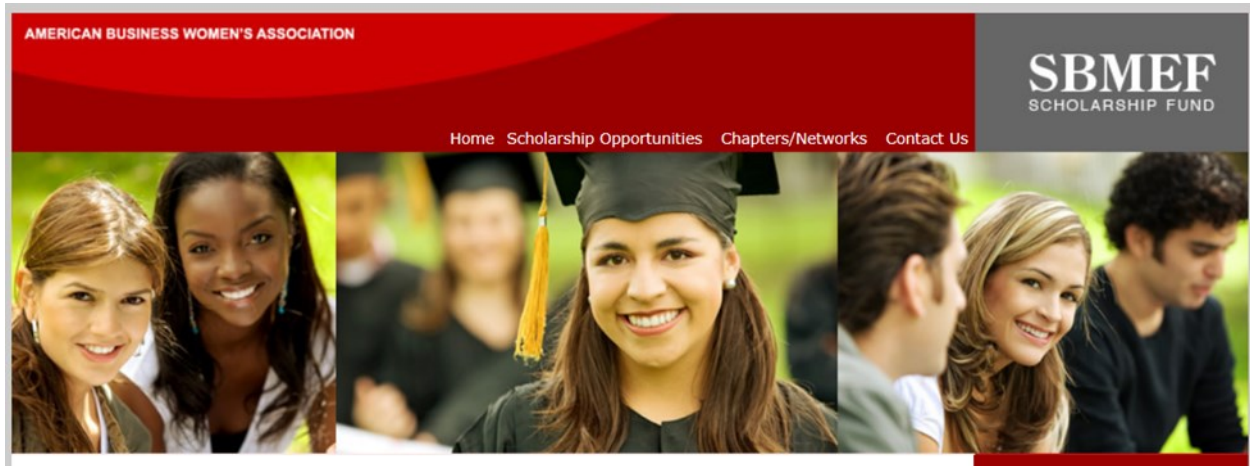 AMERICAN BUSINESS WOMEN'S ASSOCIATION
SBMEF
SCHOLARSHIP FUND
Home Scholarship Opportunities Chapters/Networks Contact Us